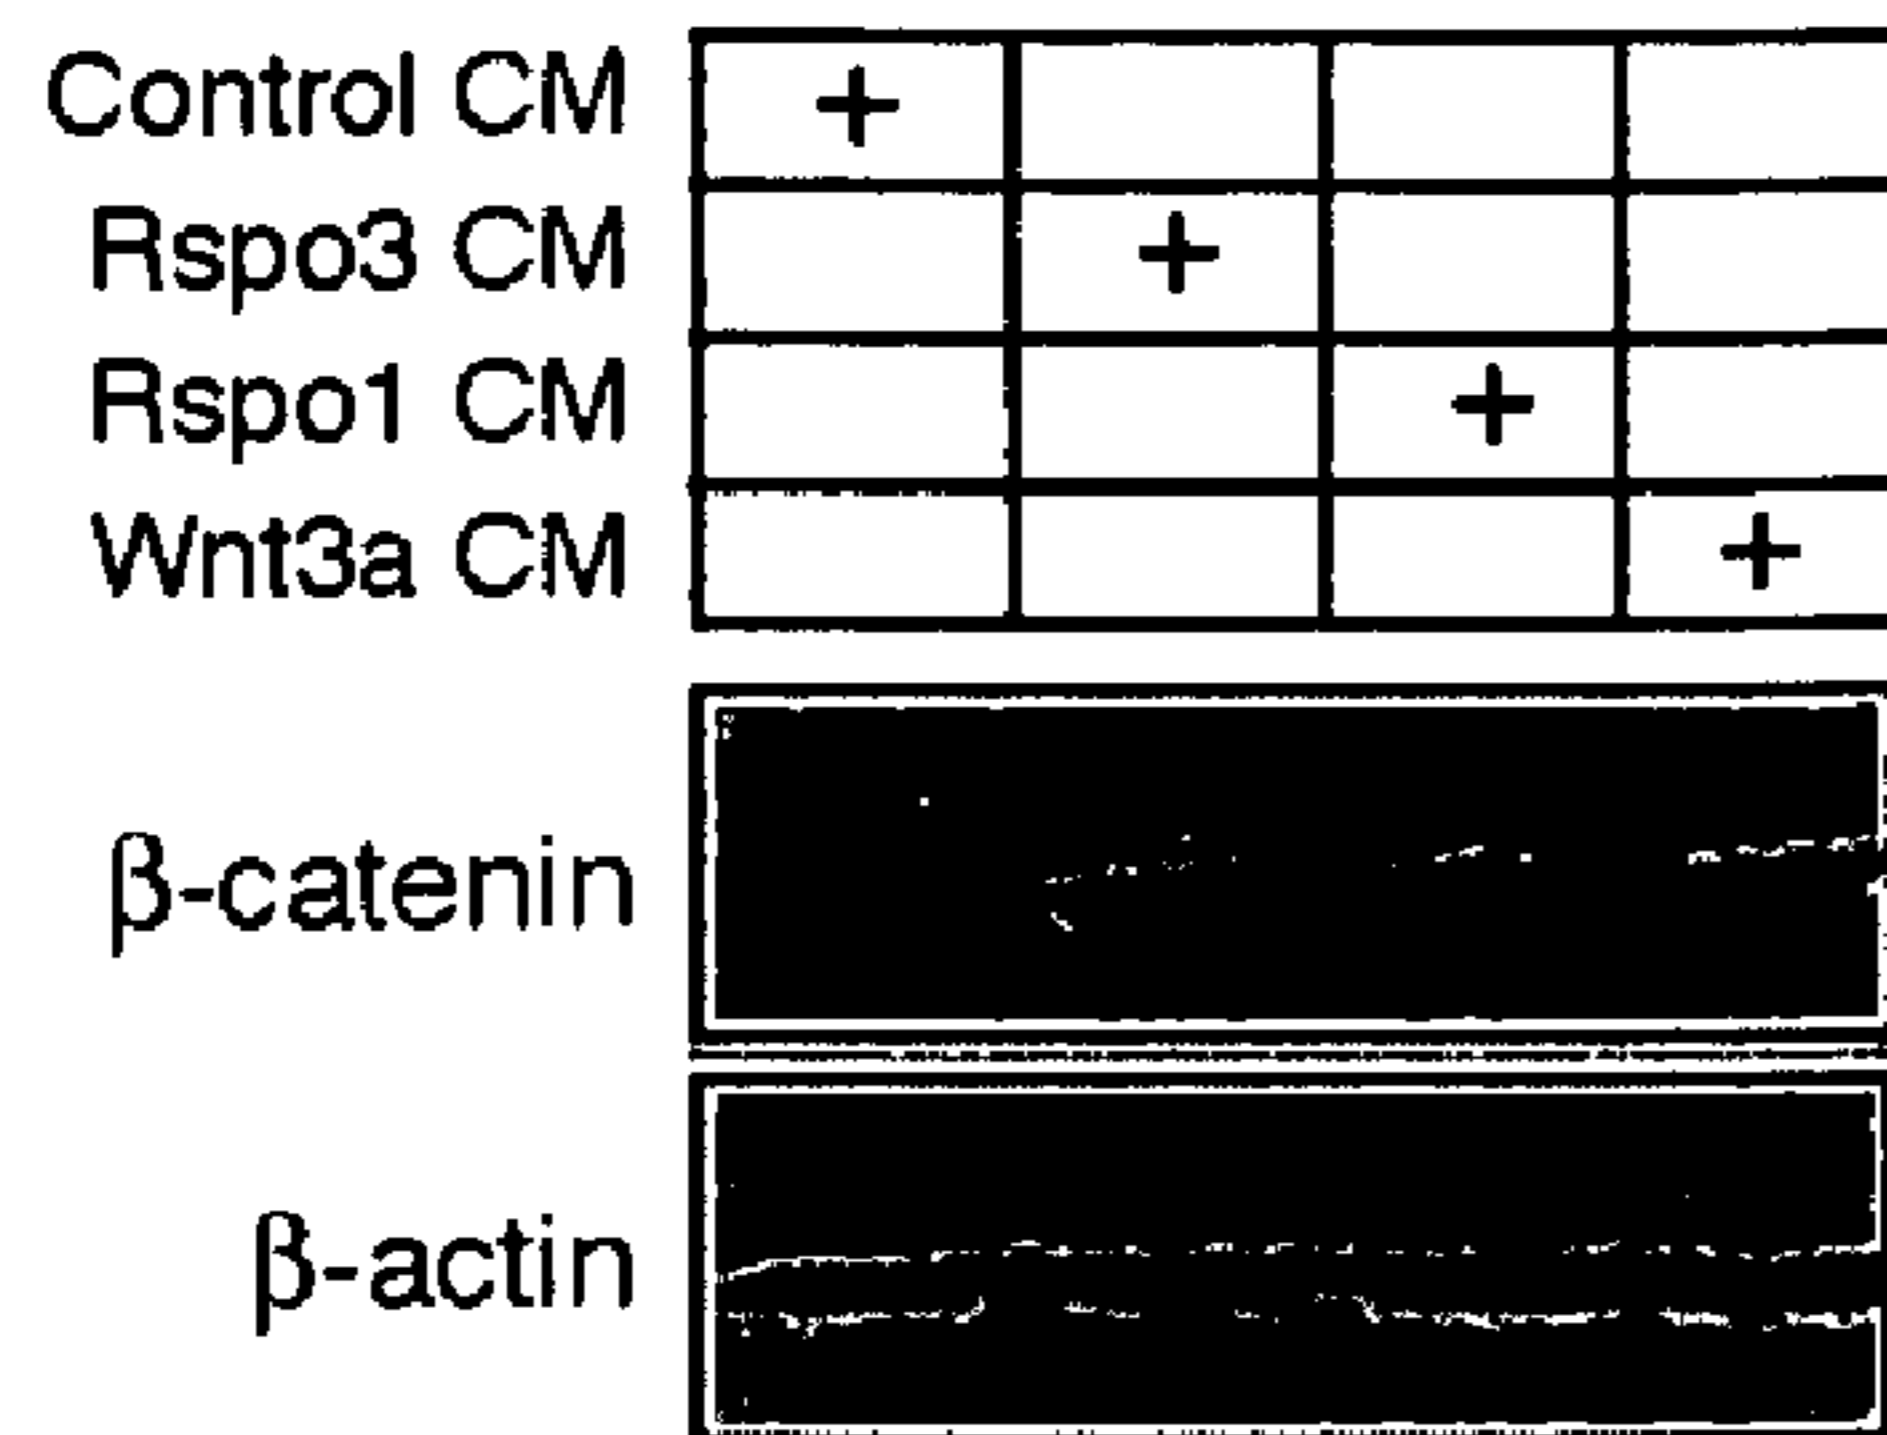 Control CM +
Rspo3 CM +
Rspo1 CM +
Wnt3a CM +
β-catenin
β-actin